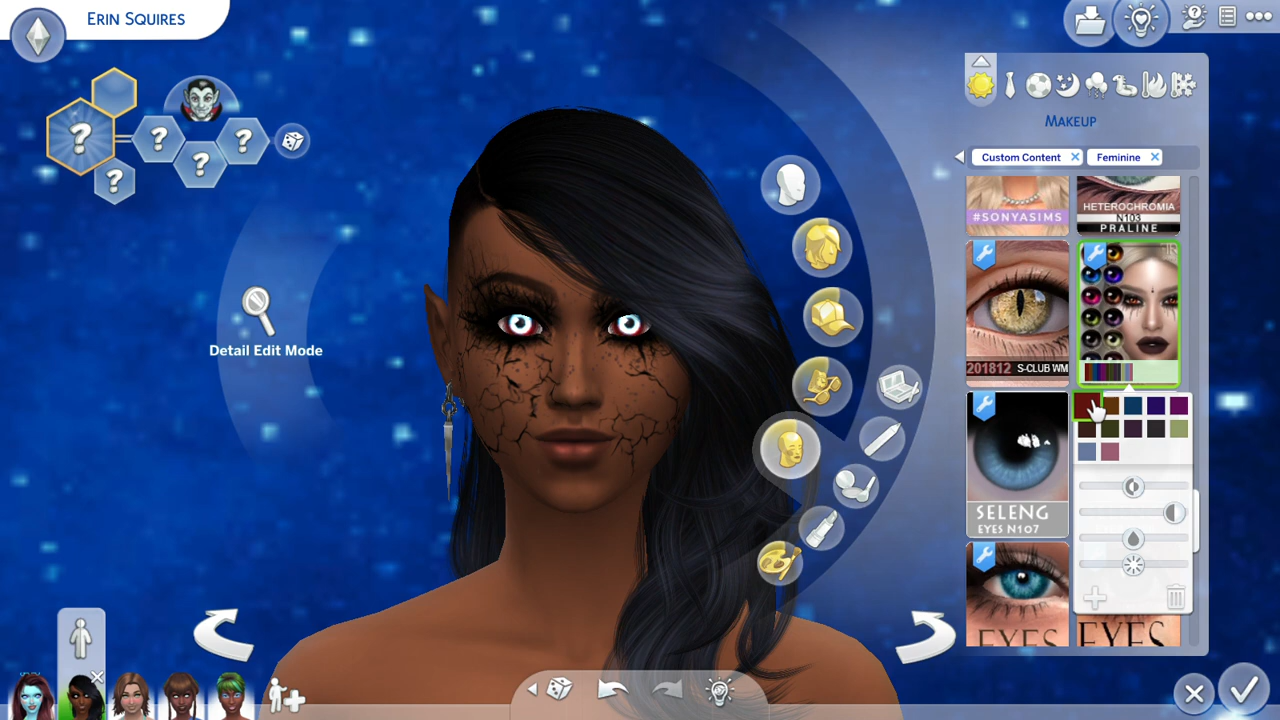 Erin Squires
Makeup
Custom Content
Feminine
#SONYASIMS
HETEROCHROMIA
N103
PRALINE
Detail Edit Mode
201812 S-CLUB WM
SELENG
EYES N107
EYES
EYES